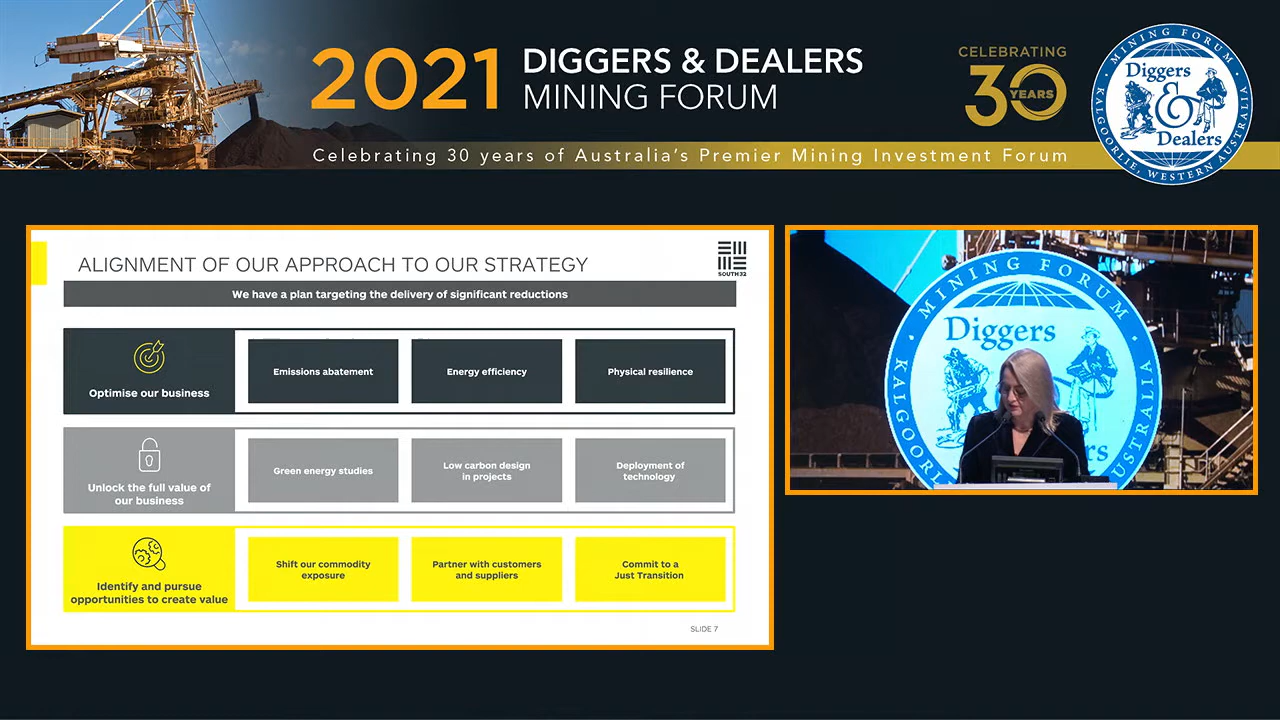 2021
DIGGERS & DEALERS
MINING FORUM
CELEBRATING
30
YEARS
Celebrating 30 years of Australia's Premier Mining Investment Forum
MINING FORUM
Diggers
&
Dealers
KALGOORLIE, WESTERN AUSTRALIA
ALIGNMENT OF OUR APPROACH TO OUR STRATEGY
SOUTH32
We have a plan targeting the delivery of significant reductions
Optimise our business
Emissions abatement
Energy efficiency
Physical resilience
Unlock the full value of
our business
Green energy studies
Low carbon design
in projects
Deployment of
technology
Identify and pursue
opportunities to create value
Shift our commodity
exposure
Partner with customers
and suppliers
Commit to a
Just Transition
SLIDE 7
MINING FORUM
Diggers
KALGOORLIE
AUSTRALIA